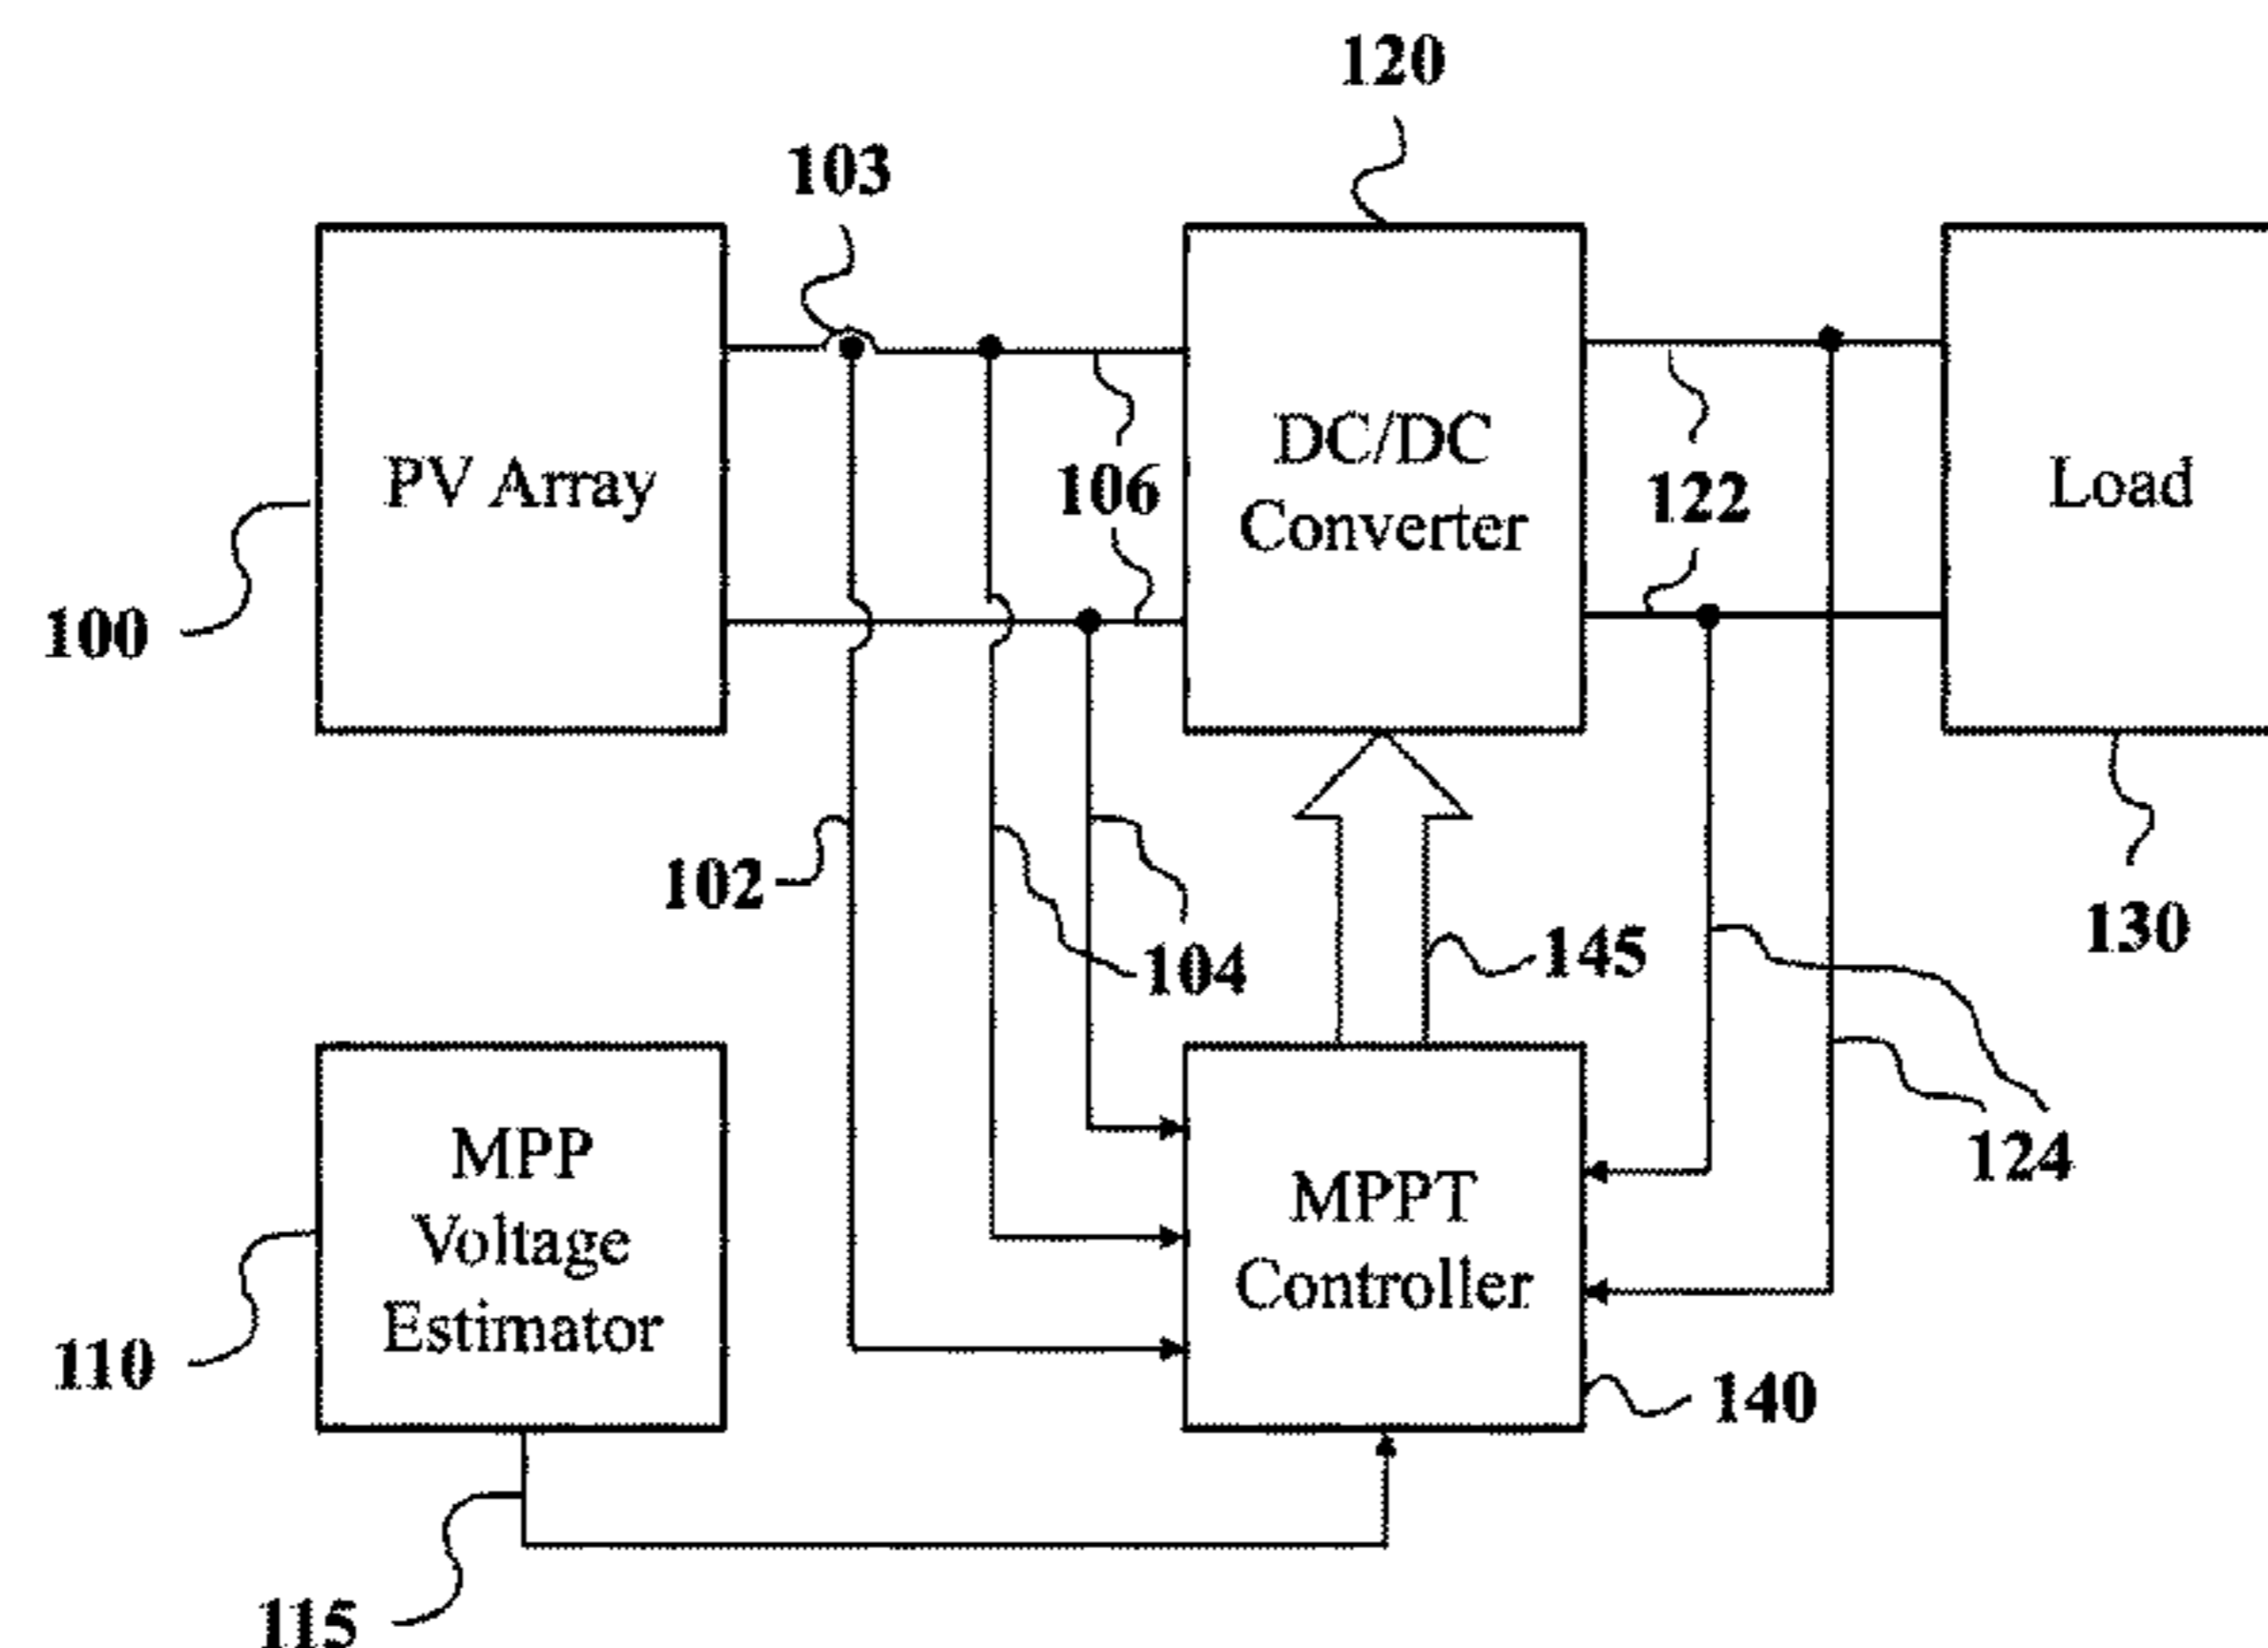 120
103
PV Array
DC/DC
Converter
Load
106
122
100
102
104
145
130
MPP
Voltage
Estimator
MPPT
Controller
124
110
140
115